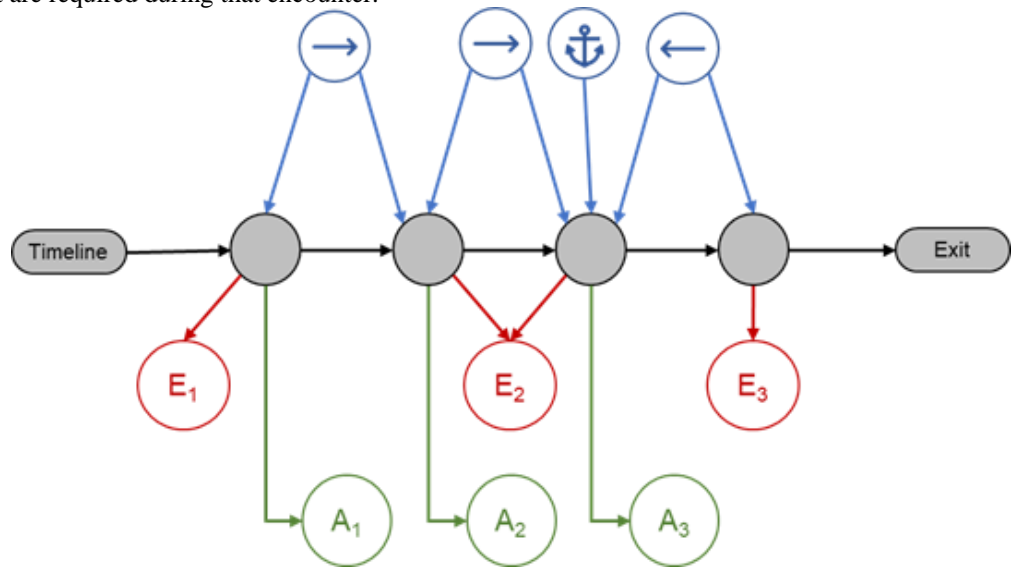 are required during that encounter.
Timeline
Exit
E1
E2
E3
A1
A2
A3